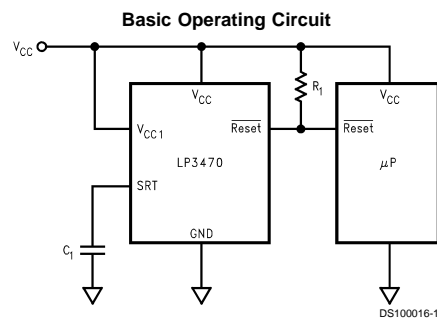 Basic Operating Circuit
VCC
VCC
VCC
R1
VCC1
Reset
Reset
LP3470
μP
SRT
GND
C1
DS100016-1